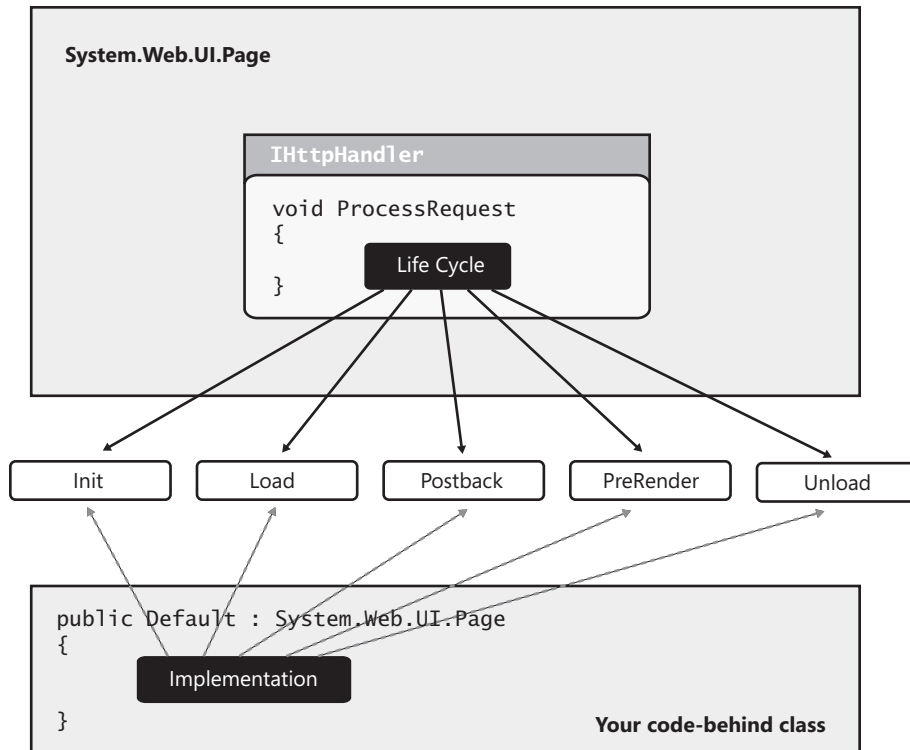 System.Web.UI.Page
IHttpHandler
void ProcessRequest
{
Life Cycle
}
Init
Load
Postback
PreRender
Unload
public Default : System.Web.UI.Page
{
Implementation
}
Your code-behind class